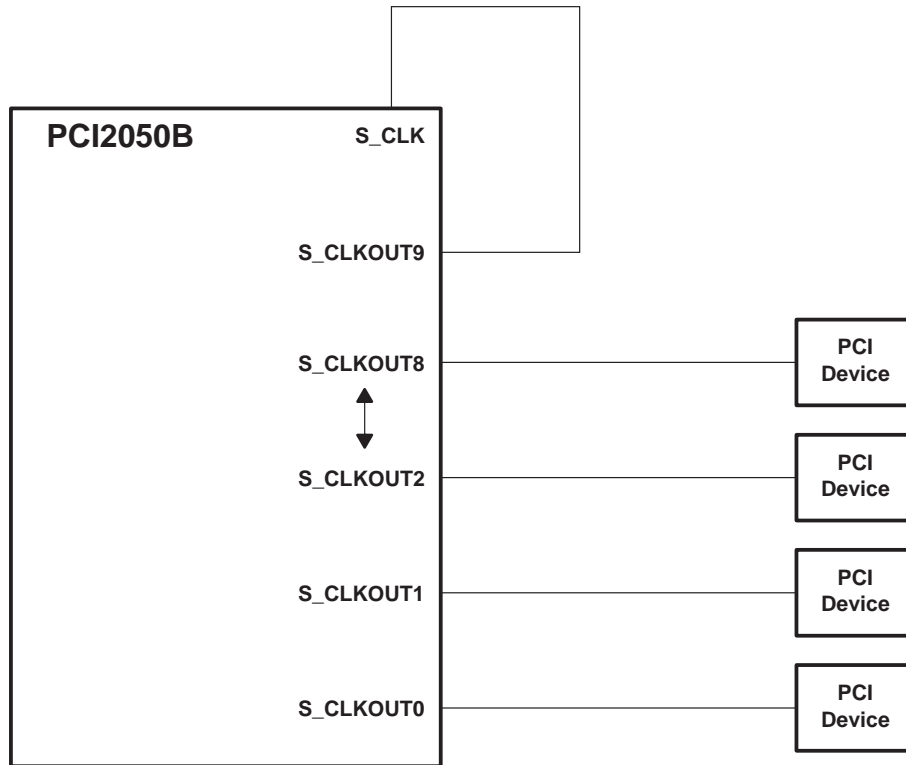 PCI2050B
S_CLK
S_CLKOUT9
S_CLKOUT8
PCI
Device
S_CLKOUT2
PCI
Device
S_CLKOUT1
PCI
Device
S_CLKOUT0
PCI
Device